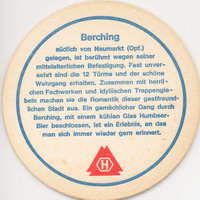 Berching
südlich von Neumarkt (Opf.)
gelegen, ist berühmt wegen seiner
mittelalterlichen Befestigung. Fast unver-
sehrt sind die 12 Türme und der schöne
Wehrgang erhalten. Zusammen mit herrli-
chen Fachwerken und idyllischen Treppengie-
beln machen sie die Romantik dieser gastfreund-
lichen Stadt aus. Ein gemächlicher Gang durch
Berching, mit einem kühlen Glas Humbser-
Bier beschlossen, ist ein Erlebnis, an das
man sich immer wieder gern erinnert.
H